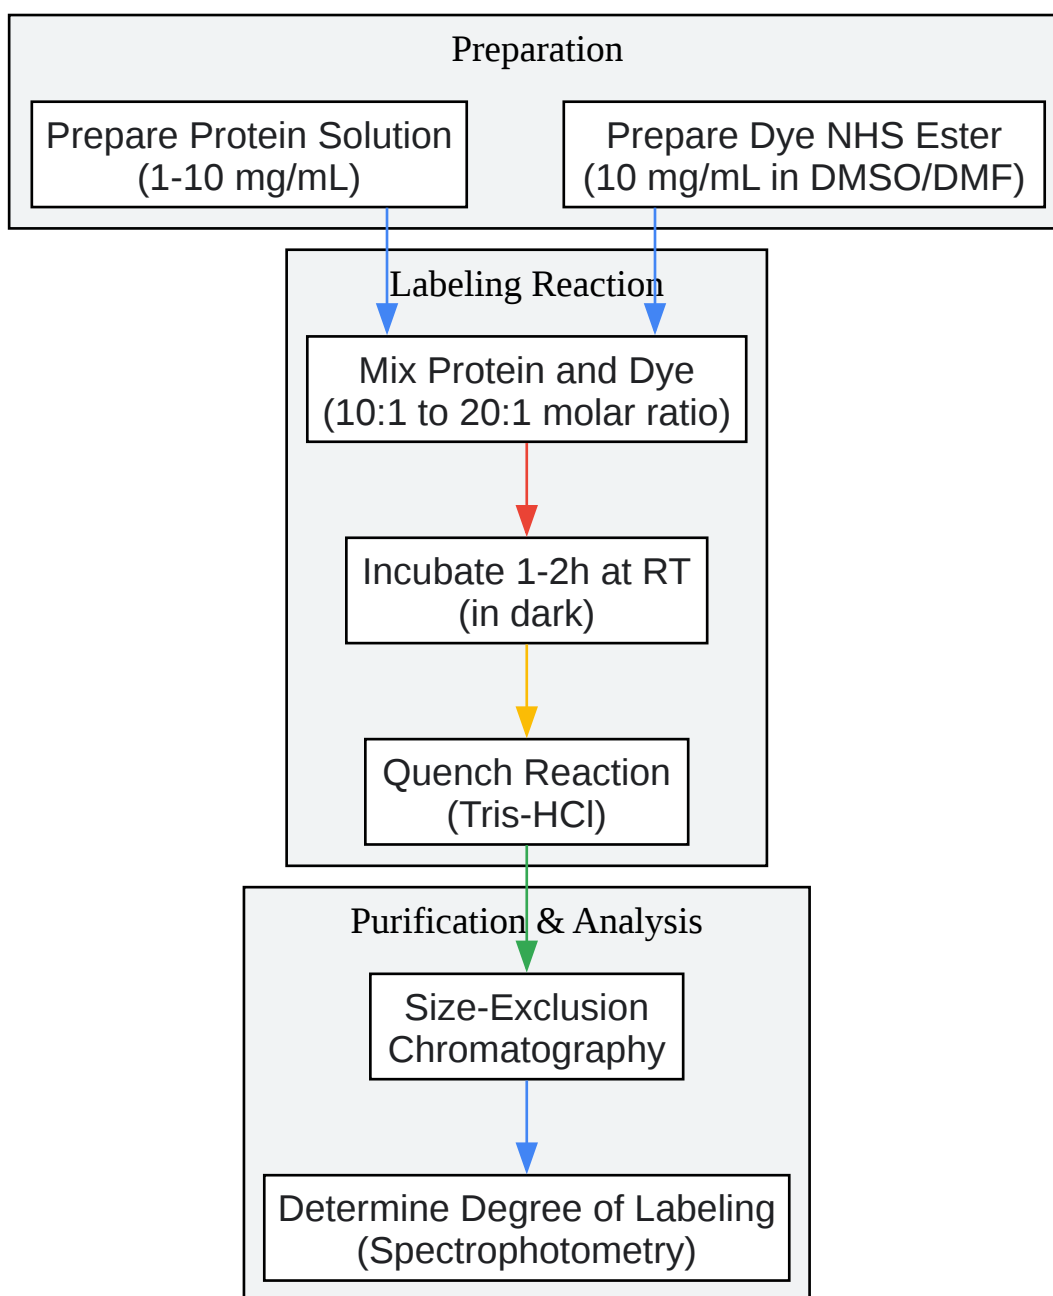 Preparation
Prepare Protein Solution
(1-10 mg/mL)
Prepare Dye NHS Ester
(10 mg/mL in DMSO/DMF)
Labeling Reaction
Mix Protein and Dye
(10:1 to 20:1 molar ratio)
Incubate 1-2h at RT
(in dark)
Quench Reaction
(Tris-HCl)
Purification & Analysis
Size-Exclusion
Chromatography
Determine Degree of Labeling
(Spectrophotometry)